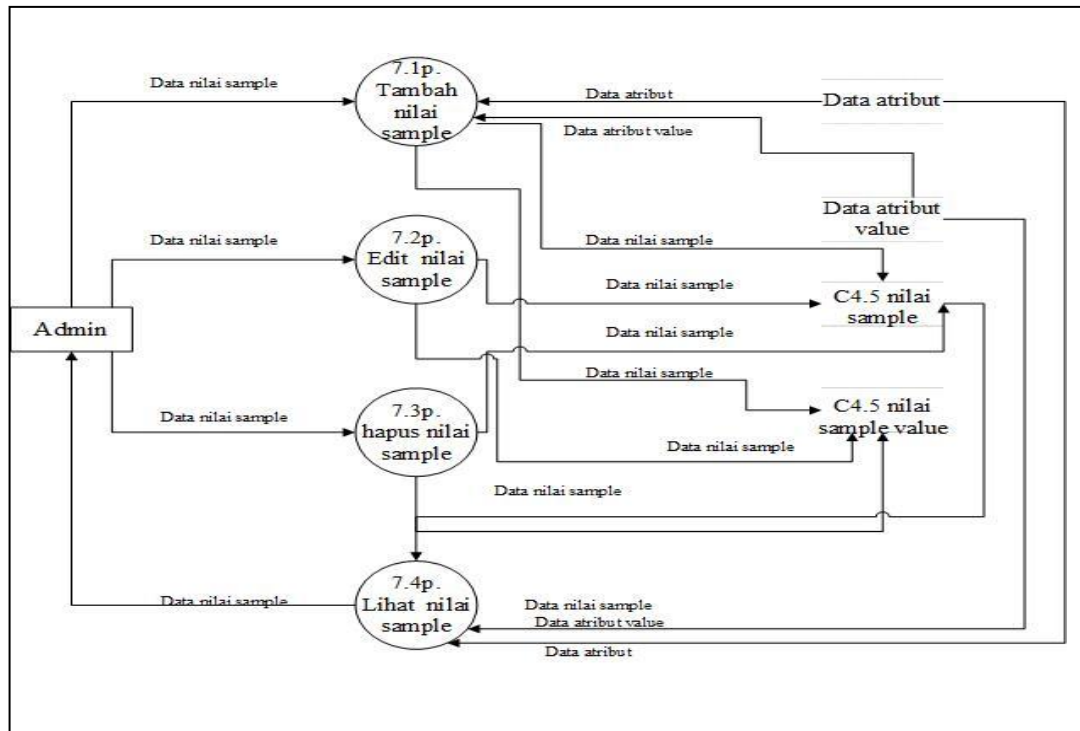 7.1p.
Tambah
nilai
sample
Data nilai sample
Data atribut
Data atribut
Data atribut value
Data atribut
value
Data nilai sample
7.2p.
Edit nilai
sample
Data nilai sample
Data nilai sample
C4.5 nilai
sample
Admin
Data nilai sample
Data nilai sample
C4.5 nilai
sample value
7.3p.
hapus nilai
sample
Data nilai sample
Data nilai sample
Data nilai sample
7.4p.
Lihat nilai
sample
Data nilai sample
Data nilai sample
Data atribut value
Data atribut